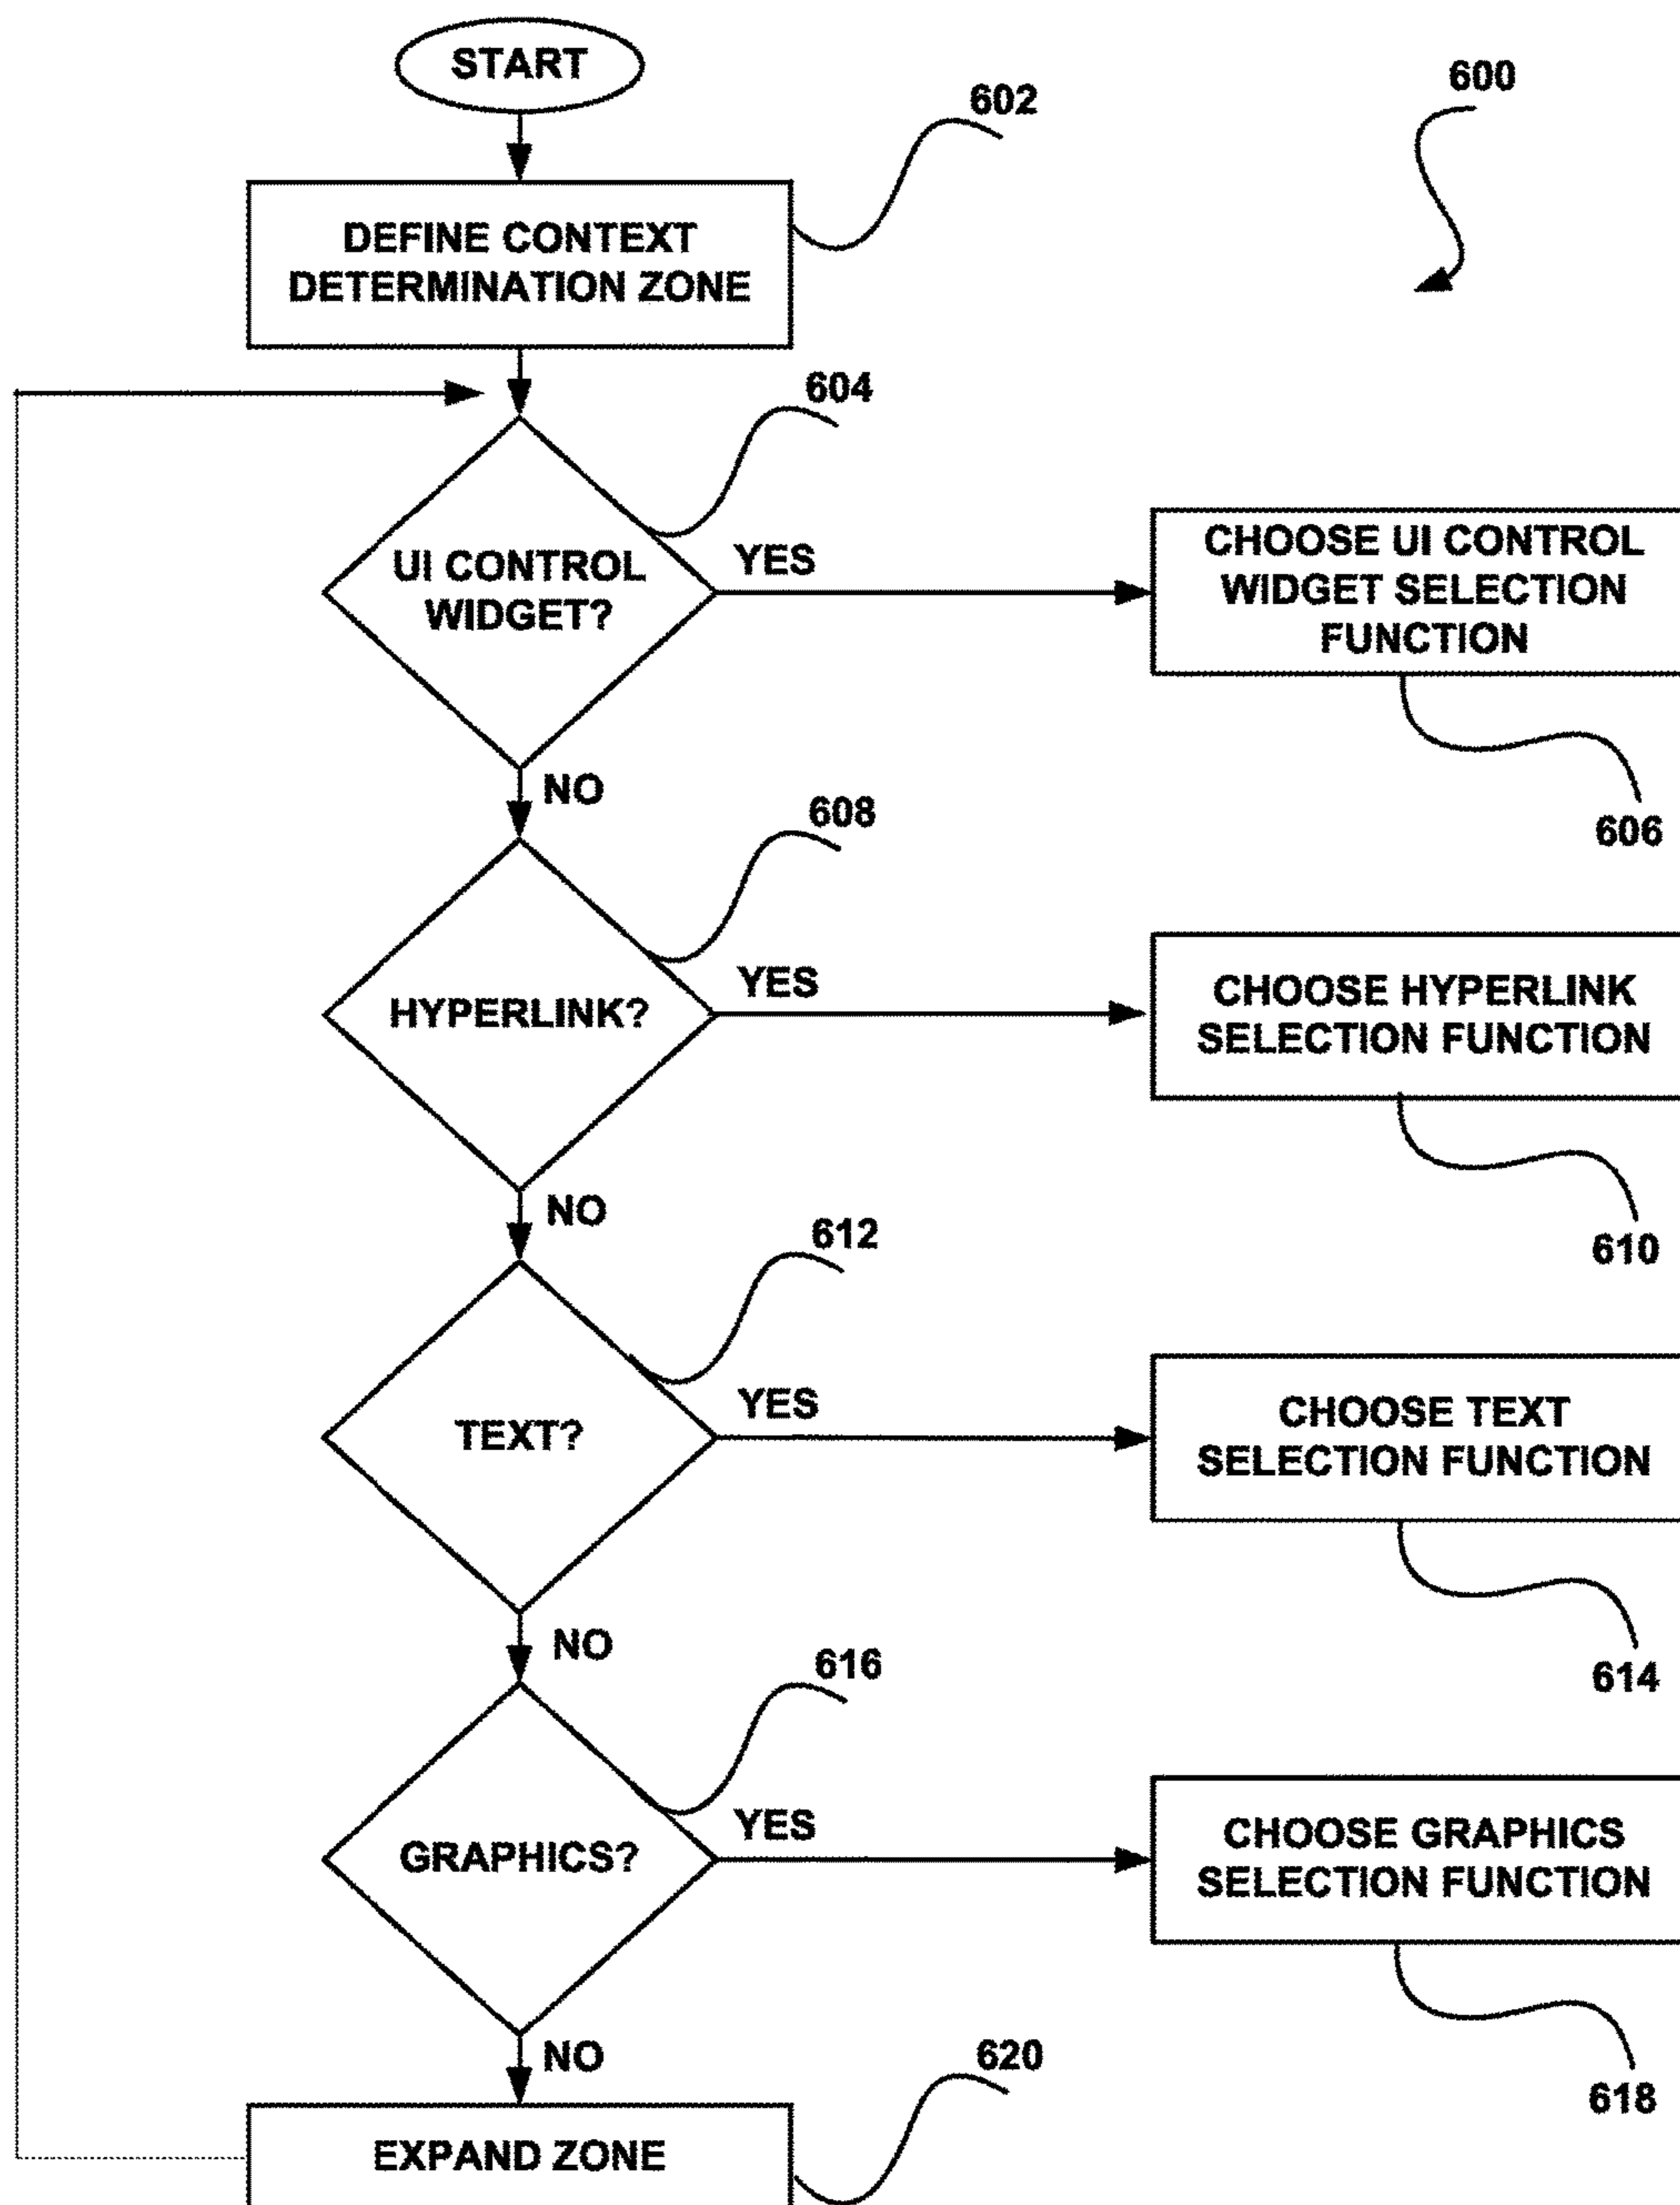 START
600
602
DEFINE CONTEXT
DETERMINATION ZONE
604
UI CONTROL
WIDGET?
YES
CHOOSE UI CONTROL
WIDGET SELECTION
FUNCTION
606
NO
608
HYPERLINK?
YES
CHOOSE HYPERLINK
SELECTION FUNCTION
610
NO
612
TEXT?
YES
CHOOSE TEXT
SELECTION FUNCTION
614
NO
616
GRAPHICS?
YES
CHOOSE GRAPHICS
SELECTION FUNCTION
618
NO
620
EXPAND ZONE